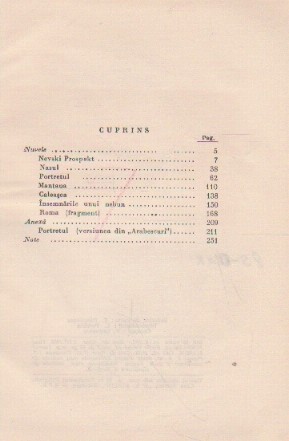 CUPRINS
Pag.
Nuvele 5
Nevski Prospekt 7
Nasul 38
Portretul 62
Mantaua 110
Caleașca 138
Însemnările unui nebun 150
Roma (fragment) 168
Anexă 209
Portretul (versiunea din „Arabescuri") 211
Note 251